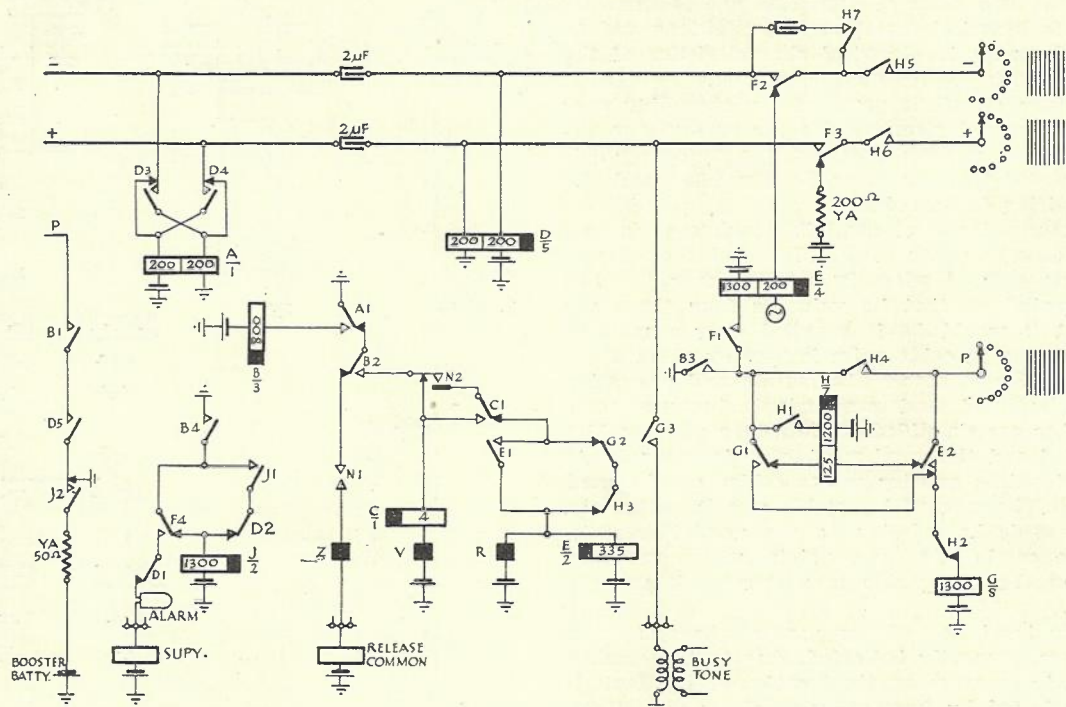 H7
2µF
−
H5
−
F2
2µF
+
F3
+
H6
D3
D4
200Ω
YA
P
200 200
D/5
A/1
200 200
E/4
1300 200
A1
F1
B1
800
B/3
B3
H4
P
B2
N2
H/7
D5
B4
C1
H1
1200
G3
G2
E1
G1
125
E2
J2
J1
N1
H3
F4
D2
C/1
4
H2
YA
50Ω
J/2
1300
Z
V
R
E/2
335
D1
1300
G/S
ALARM
SUPY.
RELEASE
COMMON
BUSY
TONE
BOOSTER
BATTY.